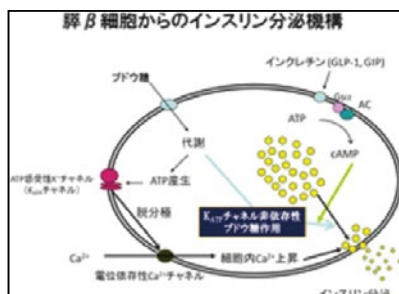 膵β細胞からのインスリン分泌機構
インクレチン(GLP-1, GIP)
ブドウ糖
Gsα
AC
ATP
代謝
cAMP
ATP感受性K⁺チャネル
(KATPチャネル)
ATP産生
脱分極
KATPチャネル非依存性
ブドウ糖作用
Ca²⁺
細胞内Ca²⁺上昇
電位依存性Ca²⁺チャネル
インスリン分泌